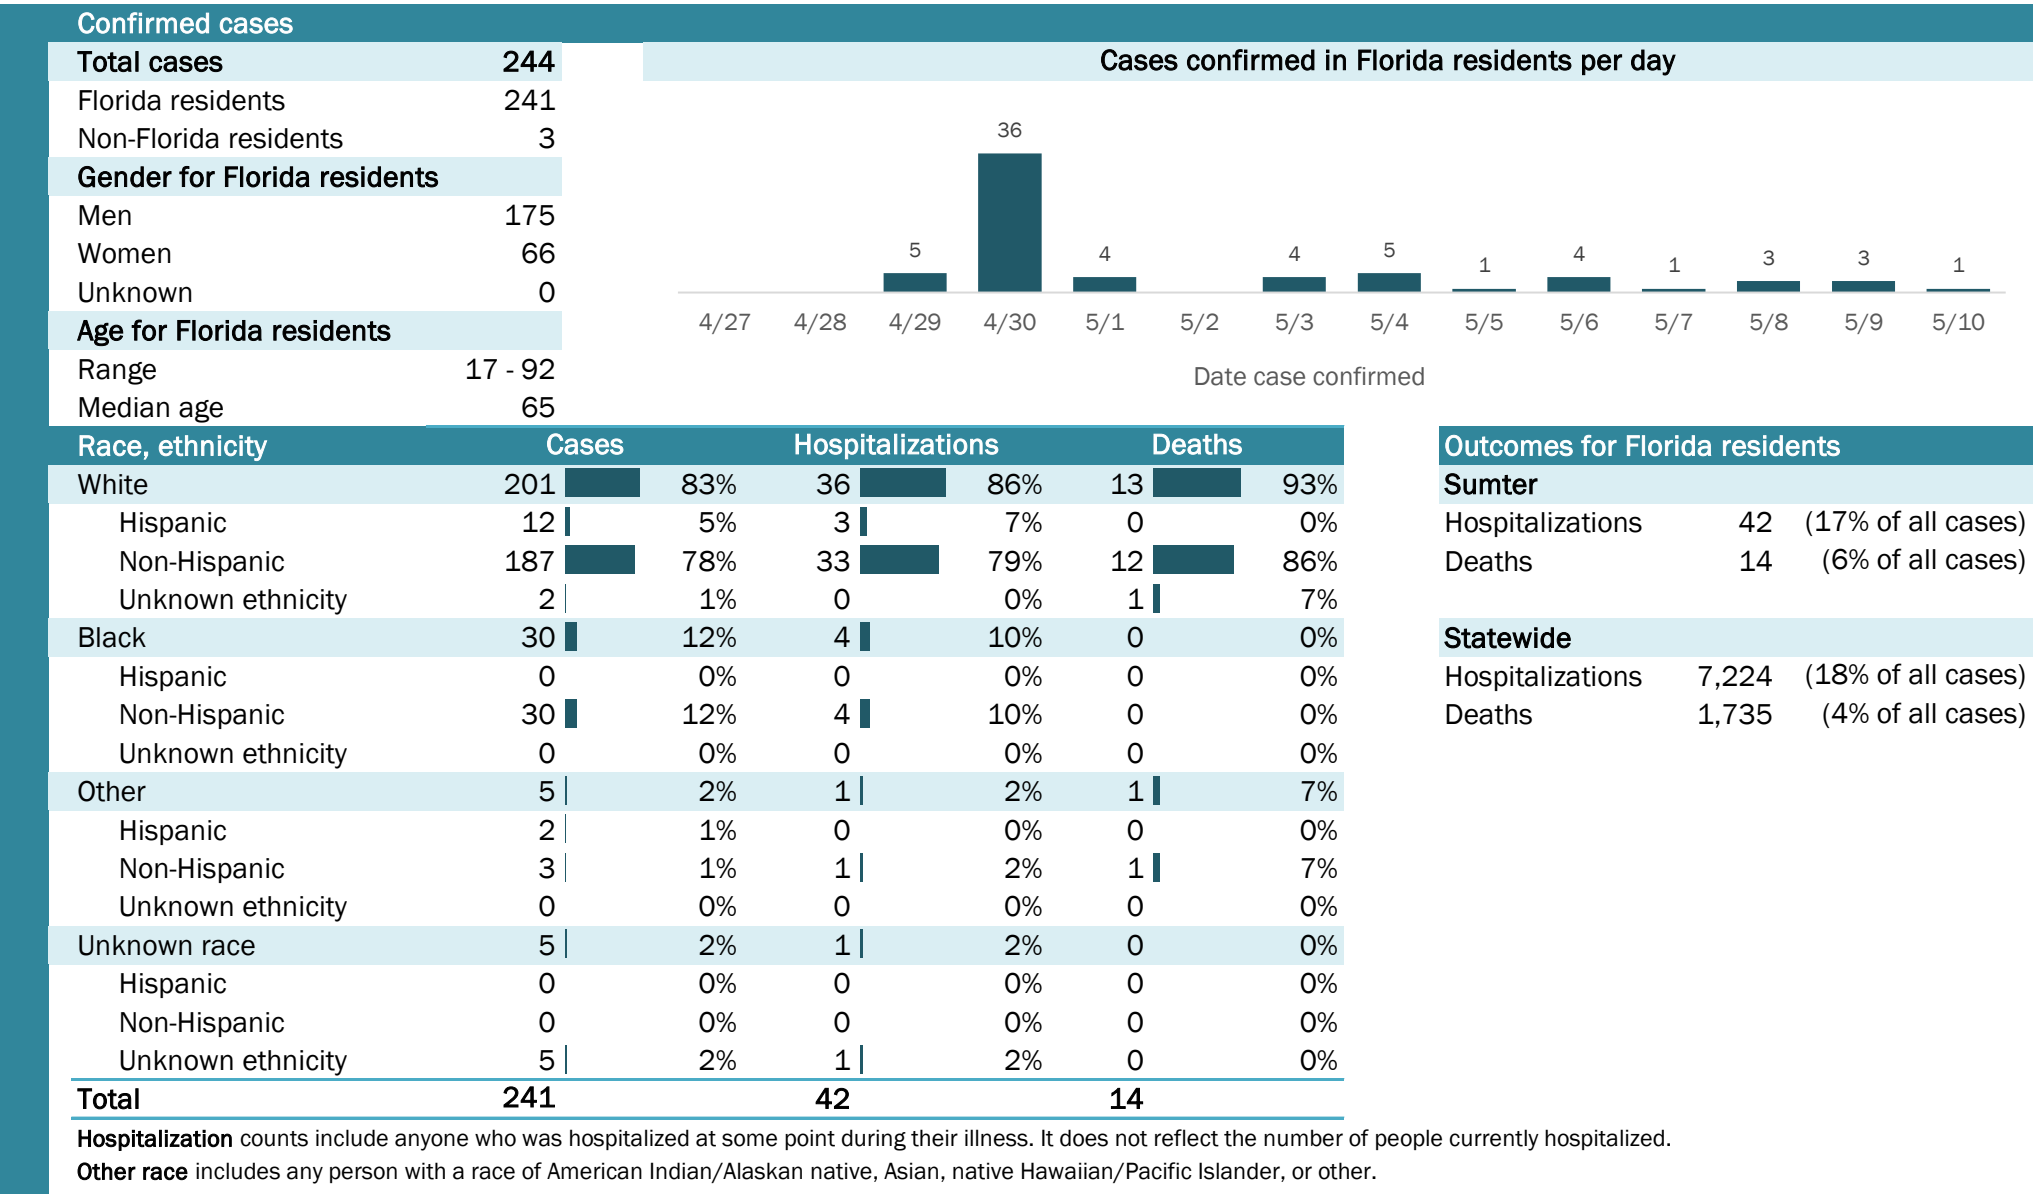 Confirmed cases
Total cases 244
Florida residents 241
Non-Florida residents 3
Gender for Florida residents
Men 175
Women 66
Unknown 0
Age for Florida residents
Range 17 - 92
Median age 65
Cases confirmed in Florida residents per day
36
5 4 4 5 1 4 1 3 3 1
4/27 4/28 4/29 4/30 5/1 5/2 5/3 5/4 5/5 5/6 5/7 5/8 5/9 5/10
Date case confirmed
Race, ethnicity Cases Hospitalizations Deaths
White 201 83% 36 86% 13 93%
Hispanic 12 5% 3 7% 0 0%
Non-Hispanic 187 78% 33 79% 12 86%
Unknown ethnicity 2 1% 0 0% 1 7%
Black 30 12% 4 10% 0 0%
Hispanic 0 0% 0 0% 0 0%
Non-Hispanic 30 12% 4 10% 0 0%
Unknown ethnicity 0 0% 0 0% 0 0%
Other 5 2% 1 2% 1 7%
Hispanic 2 1% 0 0% 0 0%
Non-Hispanic 3 1% 1 2% 1 7%
Unknown ethnicity 0 0% 0 0% 0 0%
Unknown race 5 2% 1 2% 0 0%
Hispanic 0 0% 0 0% 0 0%
Non-Hispanic 0 0% 0 0% 0 0%
Unknown ethnicity 5 2% 1 2% 0 0%
Total 241 42 14
Outcomes for Florida residents
Sumter
Hospitalizations 42 (17% of all cases)
Deaths 14 (6% of all cases)
Statewide
Hospitalizations 7,224 (18% of all cases)
Deaths 1,735 (4% of all cases)
Hospitalization counts include anyone who was hospitalized at some point during their illness. It does not reflect the number of people currently hospitalized.
Other race includes any person with a race of American Indian/Alaskan native, Asian, native Hawaiian/Pacific Islander, or other.